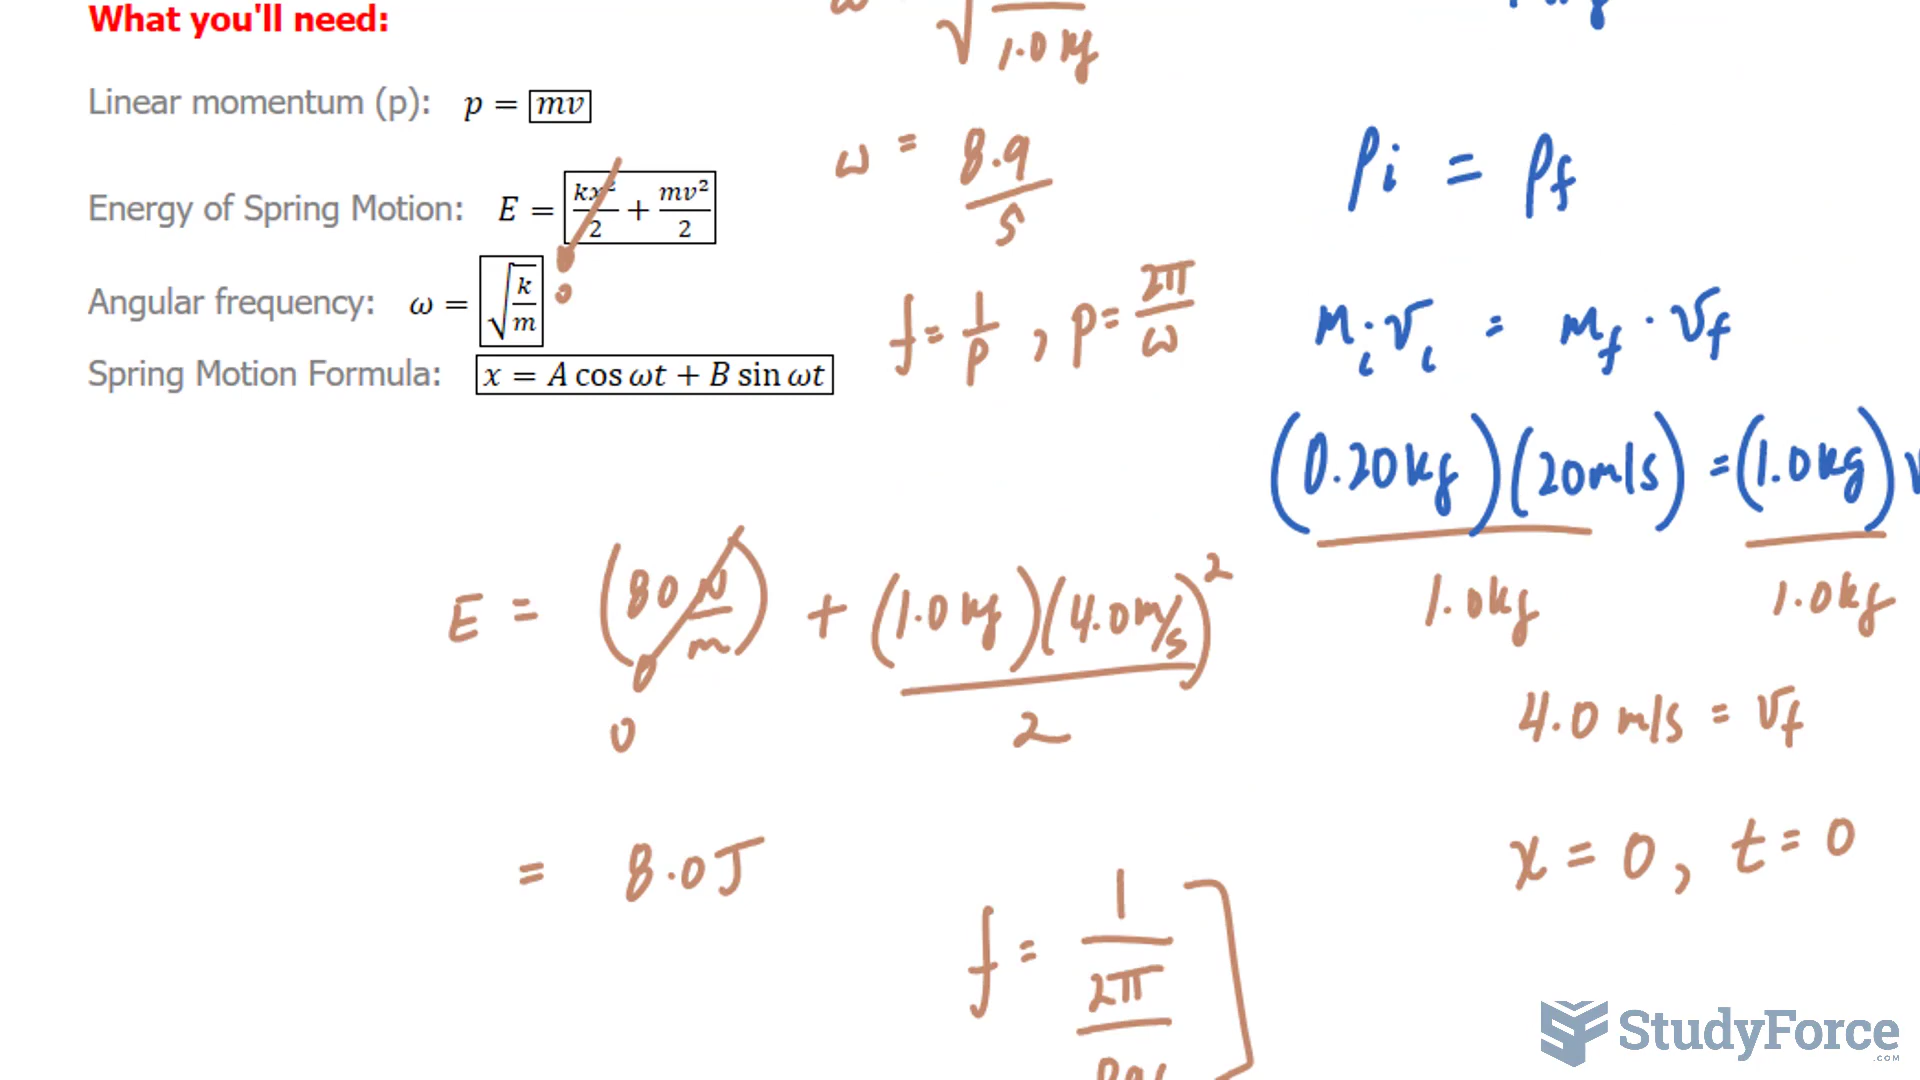 What you'll need:
Linear momentum (p): p = mv
Energy of Spring Motion: E = kx²/2 + mv²/2
Angular frequency: ω = √(k/m)
Spring Motion Formula: x = A cos ωt + B sin ωt
1.0 kg
ω = 8.9/s
f = 1/p , p = 2π/ω
E = (80 N/m) + (1.0 kg)(4.0 m/s)²/2
0
0
= 8.0 J
f = 1/(2π/
pi = pf
mi·vi = mf·vf
(0.20 kg)(20 m/s) = (1.0 kg) v
1.0 kg 1.0 kg
4.0 m/s = vf
x = 0, t = 0
StudyForce
.COM